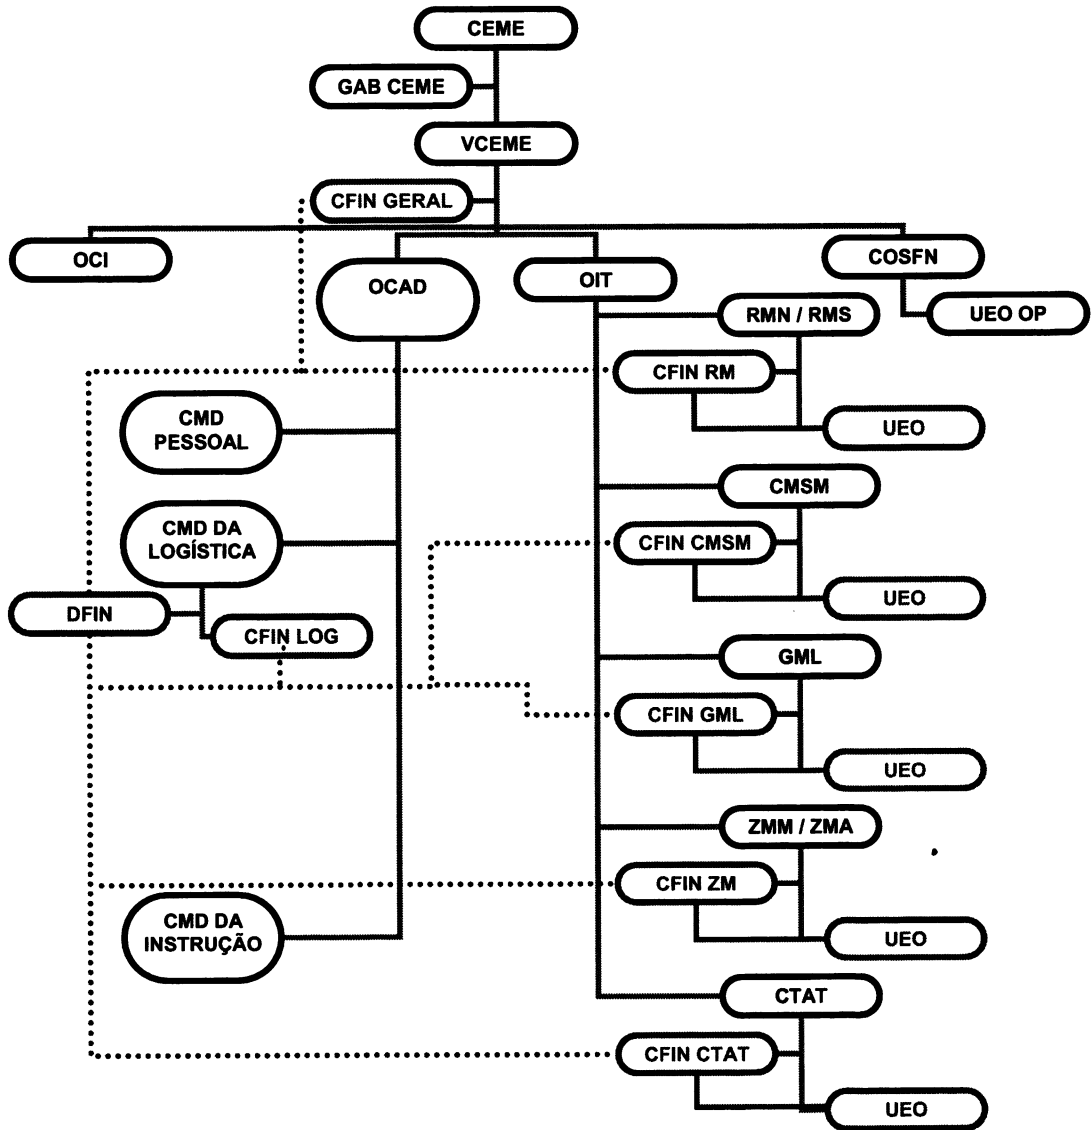 CEME
GAB CEME
VCEME
CFIN GERAL
OCI
OCAD
OIT
COSFN
UEO OP
RMN / RMS
CFIN RM
UEO
CMD
PESSOAL
CMSM
CMD DA
LOGÍSTICA
CFIN CMSM
UEO
DFIN
CFIN LOG
GML
CFIN GML
UEO
ZMM / ZMA
CFIN ZM
CMD DA
INSTRUÇÃO
UEO
CTAT
CFIN CTAT
UEO